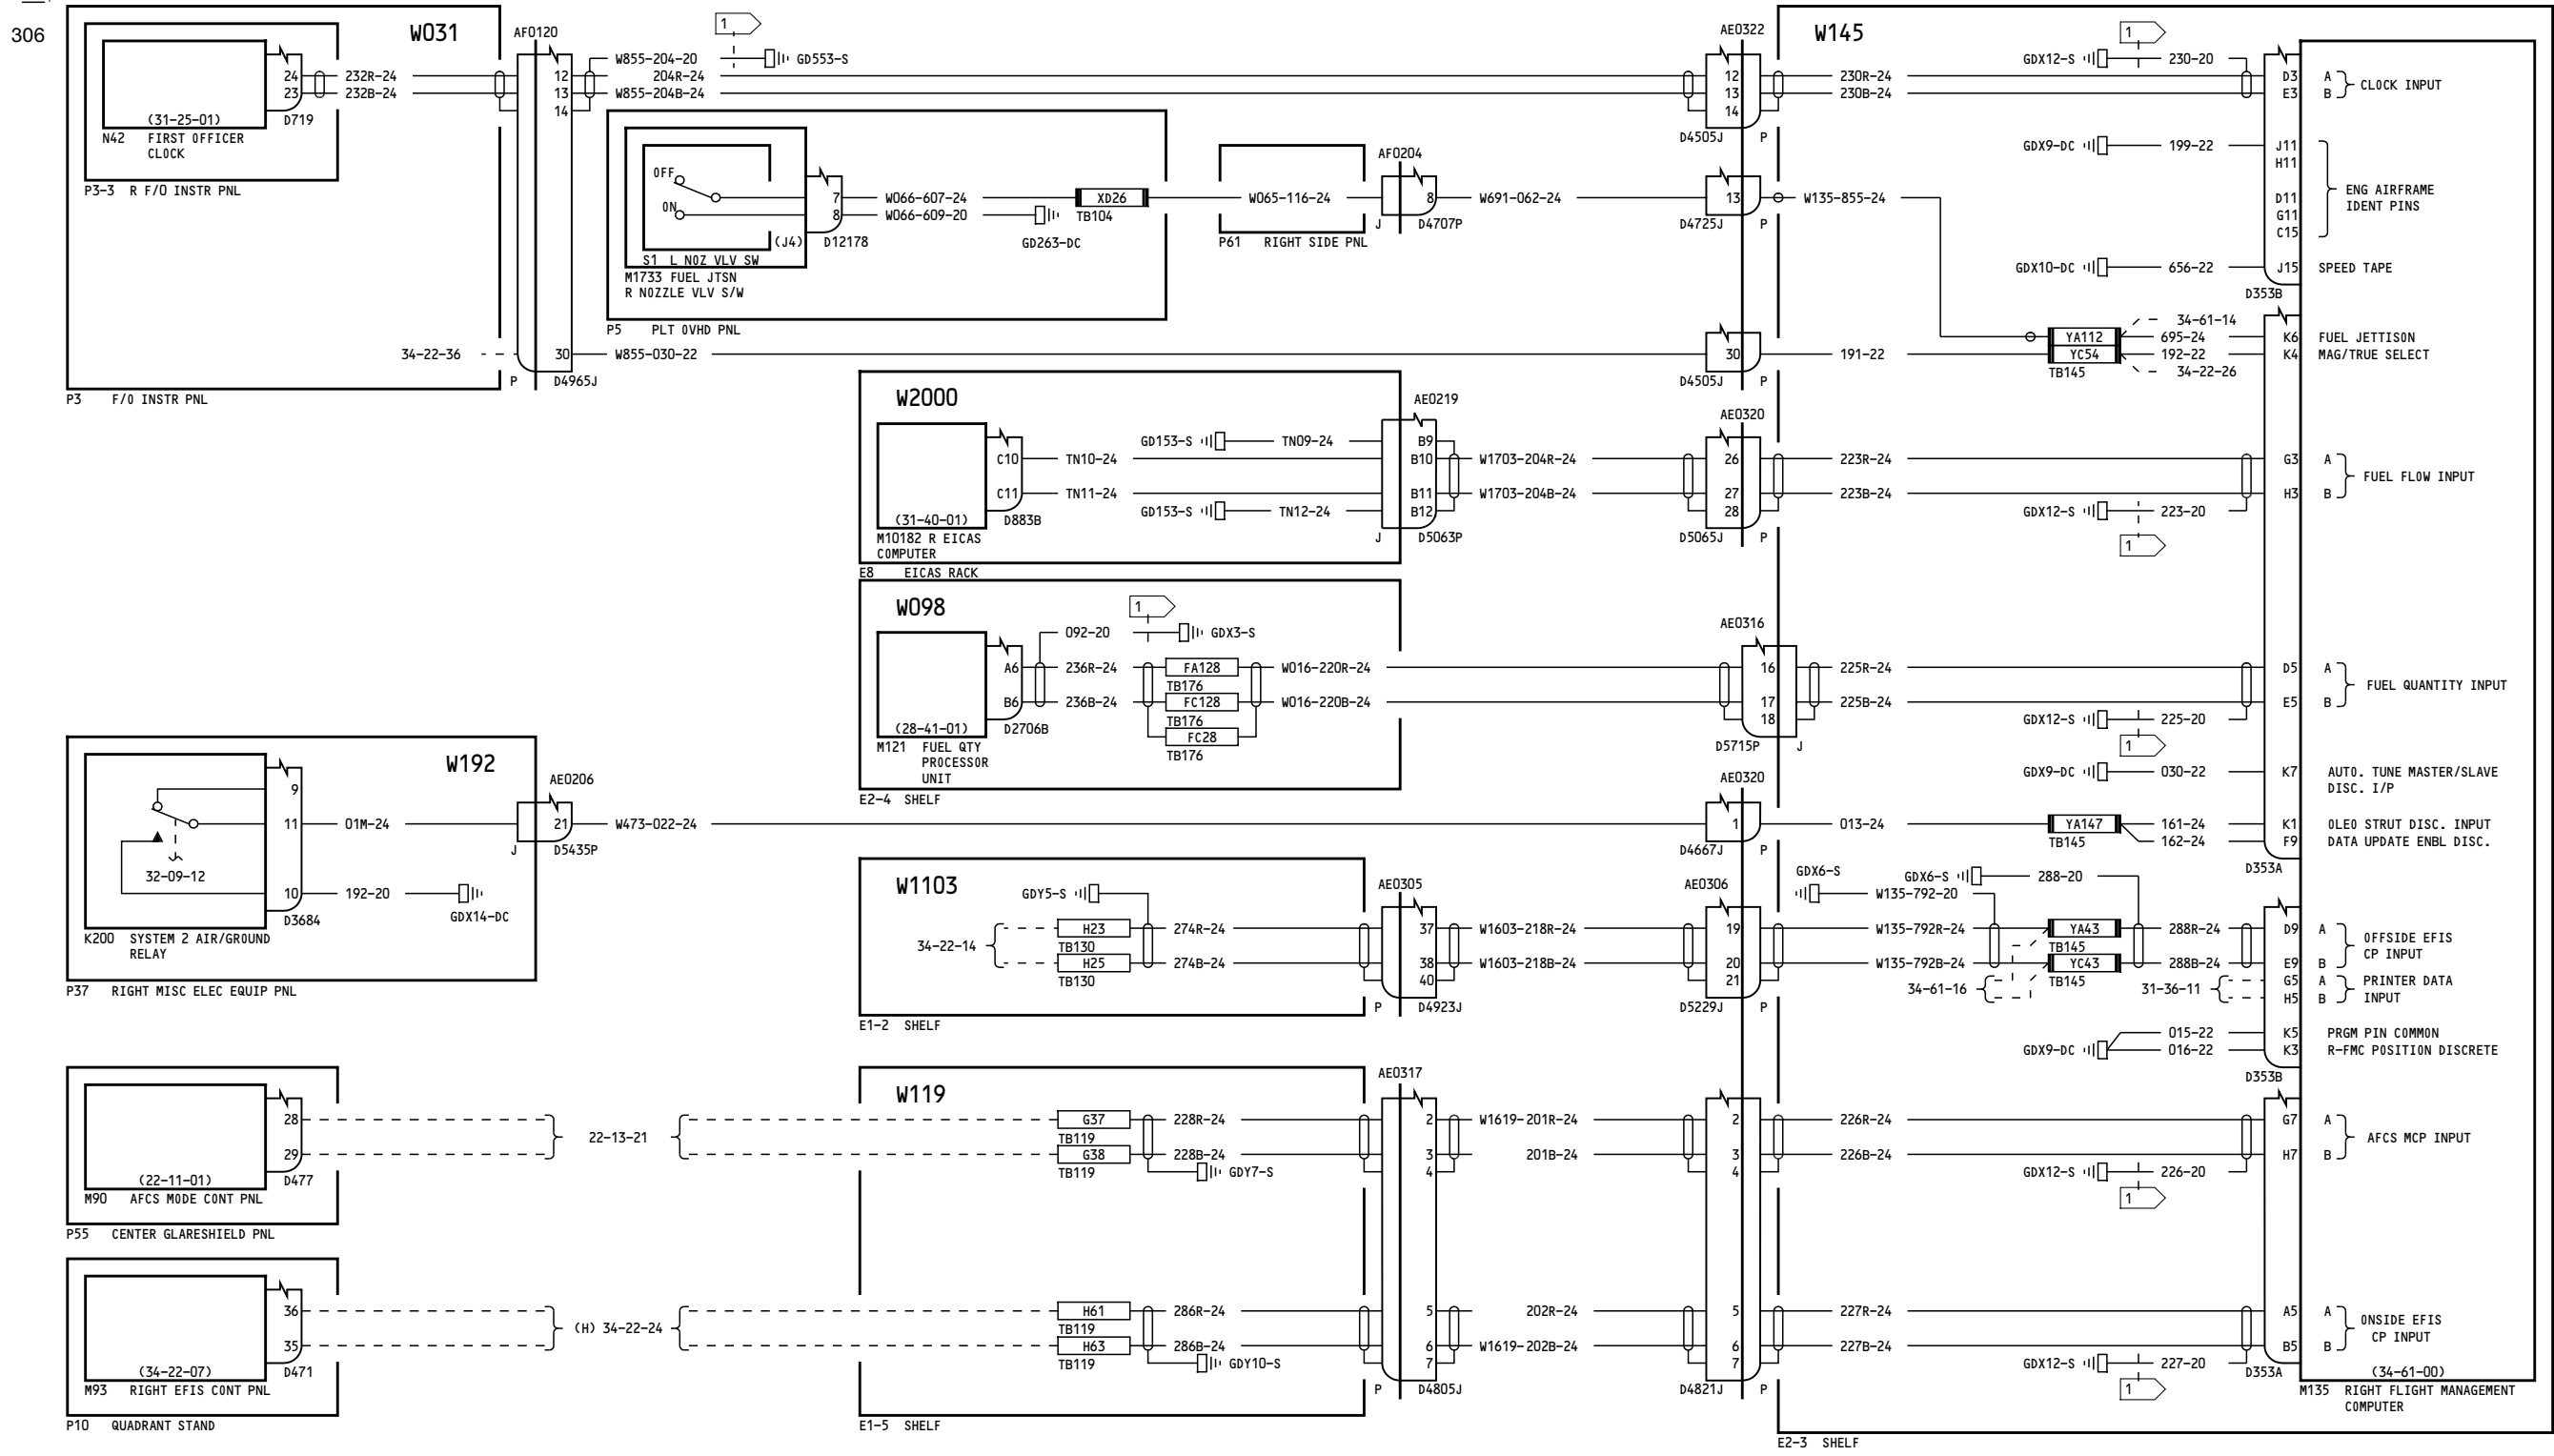 306
W031
24 232R-24
23 232B-24
(31-25-01) D719
N42 FIRST OFFICER
CLOCK
P3-3 R F/O INSTR PNL
34-22-36
P3 F/O INSTR PNL
AF0120
12
13
14
30
P D4965J
1
W855-204-20 GD553-S
204R-24
W855-204B-24
W855-030-22
OFF
ON
7 W066-607-24 XD26
TB104
8 W066-609-20
GD263-DC
(J4) D12178
S1 L NOZ VLV SW
M1733 FUEL JTSN
R NOZZLE VLV S/W
P5 PLT OVHD PNL
W065-116-24
P61 RIGHT SIDE PNL
AF0204
8
J D4707P
W691-062-24
AE0322
12
13
14
D4505J P
13
D4725J P
30
D4505J P
W145
1
GDX12-S 230-20
230R-24 D3 A
230B-24 E3 B
CLOCK INPUT
GDX9-DC 199-22 J11
H11
D11
G11
C15
ENG AIRFRAME
IDENT PINS
W135-855-24
GDX10-DC 656-22 J15 SPEED TAPE
D353B
34-61-14
YA112 695-24 K6 FUEL JETTISON
191-22 YC54 192-22 K4 MAG/TRUE SELECT
TB145 34-22-26
W2000
C10 TN10-24
C11 TN11-24
(31-40-01) D883B
M10182 R EICAS
COMPUTER
E8 EICAS RACK
GD153-S TN09-24
GD153-S TN12-24
AE0219
B9
B10 W1703-204R-24
B11 W1703-204B-24
B12
J D5063P
AE0320
26 223R-24 G3 A
27 223B-24 H3 B
28
FUEL FLOW INPUT
D5065J P
GDX12-S 223-20
1
W098
1
092-20 GDX3-S
A6 236R-24 FA128 W016-220R-24
TB176
B6 236B-24 FC128 W016-220B-24
TB176
FC28
TB176
(28-41-01) D2706B
M121 FUEL QTY
PROCESSOR
UNIT
E2-4 SHELF
AE0316
16 225R-24 D5 A
17 225B-24 E5 B
18
FUEL QUANTITY INPUT
D5715P J
GDX12-S 225-20
1
GDX9-DC 030-22 K7 AUTO. TUNE MASTER/SLAVE
DISC. I/P
W192
9
11 01M-24
32-09-12
10 192-20
GDX14-DC
D3684
K200 SYSTEM 2 AIR/GROUND
RELAY
P37 RIGHT MISC ELEC EQUIP PNL
AE0206
21 W473-022-24
J D5435P
AE0320
1 013-24 YA147 161-24 K1 OLEO STRUT DISC. INPUT
D4667J P TB145 162-24 F9 DATA UPDATE ENBL DISC.
D353A
W1103
GDY5-S
34-22-14
H23 274R-24
TB130
H25 274B-24
TB130
E1-2 SHELF
AE0305
37 W1603-218R-24
38 W1603-218B-24
40
P D4923J
AE0306
19
20
21
D5229J P
GDX6-S W135-792-20
GDX6-S 288-20
W135-792R-24 YA43 288R-24 D9 A
TB145
W135-792B-24 YC43 288B-24 E9 B
TB145
OFFSIDE EFIS
CP INPUT
34-61-16
31-36-11 G5 A
H5 B
PRINTER DATA
INPUT
015-22 K5 PRGM PIN COMMON
GDX9-DC 016-22 K3 R-FMC POSITION DISCRETE
D353B
28
29
(22-11-01) D477
M90 AFCS MODE CONT PNL
P55 CENTER GLARESHIELD PNL
22-13-21
W119
G37 228R-24
TB119
G38 228B-24
TB119 GDY7-S
AE0317
2 W1619-201R-24 2 226R-24 G7 A
3 201B-24 3 226B-24 H7 B
4 4
AFCS MCP INPUT
GDX12-S 226-20
1
36
35
(34-22-07) D471
M93 RIGHT EFIS CONT PNL
P10 QUADRANT STAND
(H) 34-22-24
H61 286R-24
TB119
H63 286B-24
TB119 GDY10-S
E1-5 SHELF
5 202R-24 5 227R-24 A5 A
6 W1619-202B-24 6 227B-24 B5 B
7 7
ONSIDE EFIS
CP INPUT
P D4805J D4821J P
GDX12-S 227-20
1
D353A
(34-61-00)
M135 RIGHT FLIGHT MANAGEMENT
COMPUTER
E2-3 SHELF